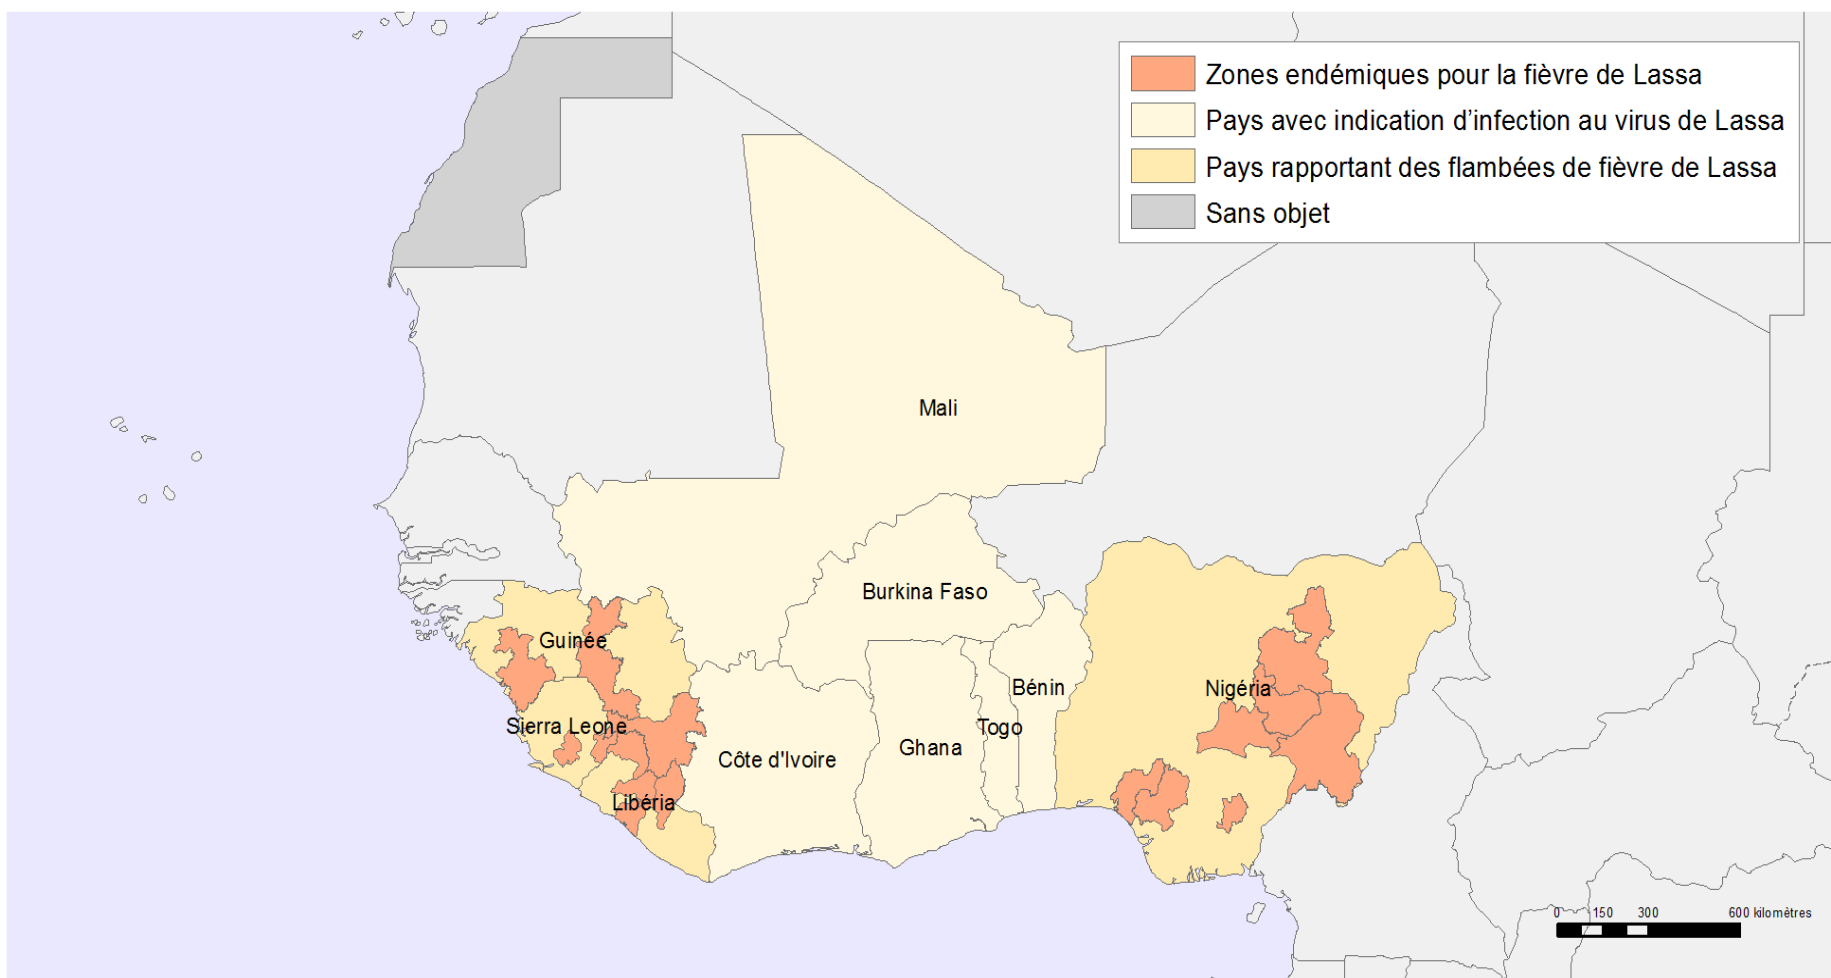 Zones endémiques pour la fièvre de Lassa
Pays avec indication d’infection au virus de Lassa
Pays rapportant des flambées de fièvre de Lassa
Sans objet
Mali
Burkina Faso
Guinée
Bénin
Nigéria
Sierra Leone
Togo
Ghana
Côte d'Ivoire
Libéria
0 150 300 600 kilomètres